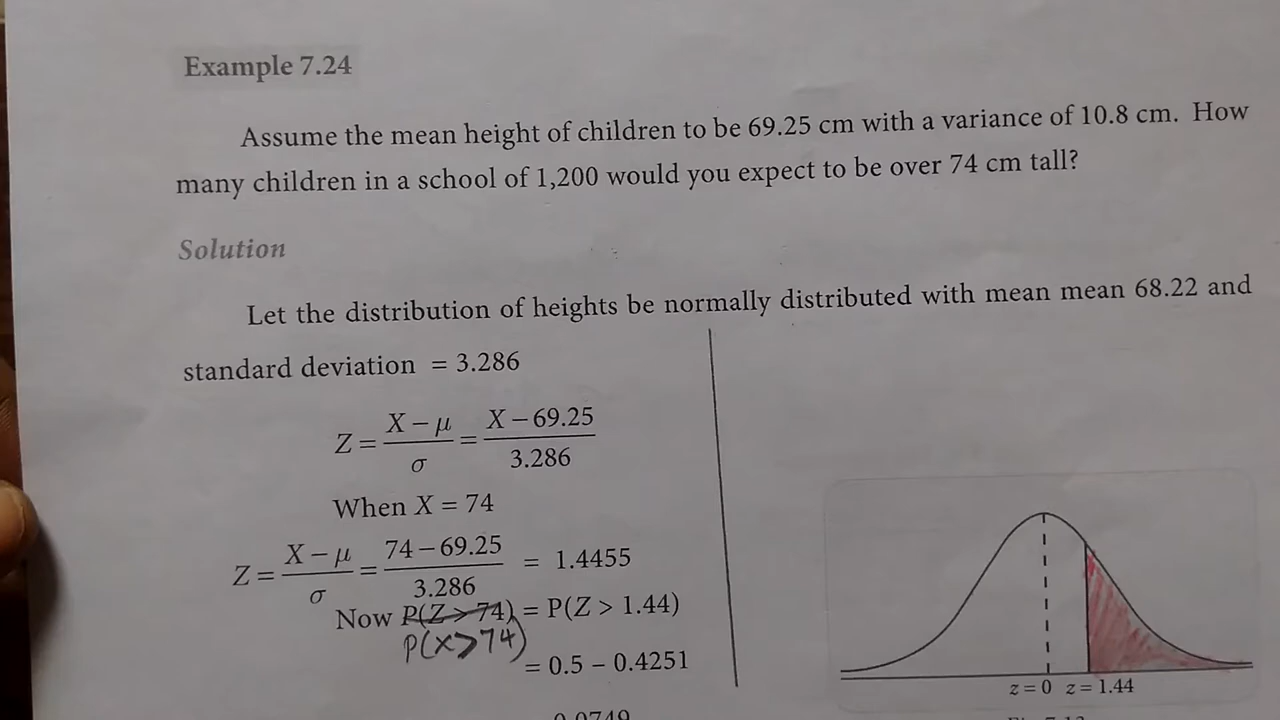 Example 7.24
Assume the mean height of children to be 69.25 cm with a variance of 10.8 cm. How
many children in a school of 1,200 would you expect to be over 74 cm tall?
Solution
Let the distribution of heights be normally distributed with mean mean 68.22 and
standard deviation = 3.286
Z = (X − μ)/σ = (X − 69.25)/3.286
When X = 74
Z = (X − μ)/σ = (74 − 69.25)/3.286 = 1.4455
Now P(Z > 74) = P(Z > 1.44)
P(X>74)
= 0.5 − 0.4251
0.0749
z = 0 z = 1.44